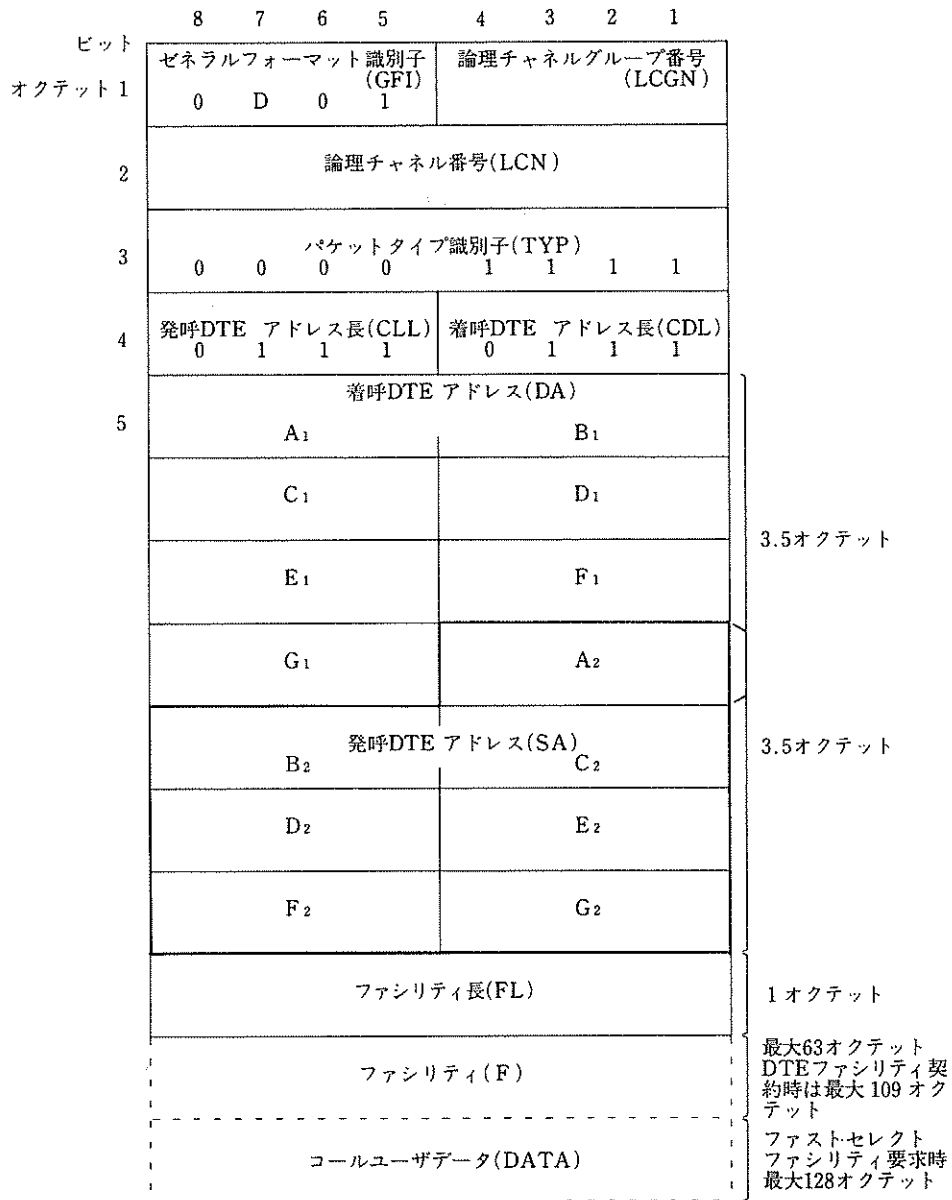 8 7 6 5 4 3 2 1
ビット
オクテット1
ゼネラルフォーマット識別子
(GFI)
0 D 0 1
論理チャネルグループ番号
(LCGN)
2
論理チャネル番号(LCN)
3
パケットタイプ識別子(TYP)
0 0 0 0 1 1 1 1
4
発呼DTE アドレス長(CLL)
0 1 1 1
着呼DTE アドレス長(CDL)
0 1 1 1
5
着呼DTE アドレス(DA)
A1 B1
C1 D1
3.5オクテット
E1 F1
G1 A2
発呼DTE アドレス(SA)
B2 C2
3.5オクテット
D2 E2
F2 G2
ファシリティ長(FL)
1オクテット
ファシリティ(F)
最大63オクテット
DTEファシリティ契
約時は最大 109 オク
テット
コールユーザデータ(DATA)
ファストセレクト
ファシリティ要求時
最大128オクテット